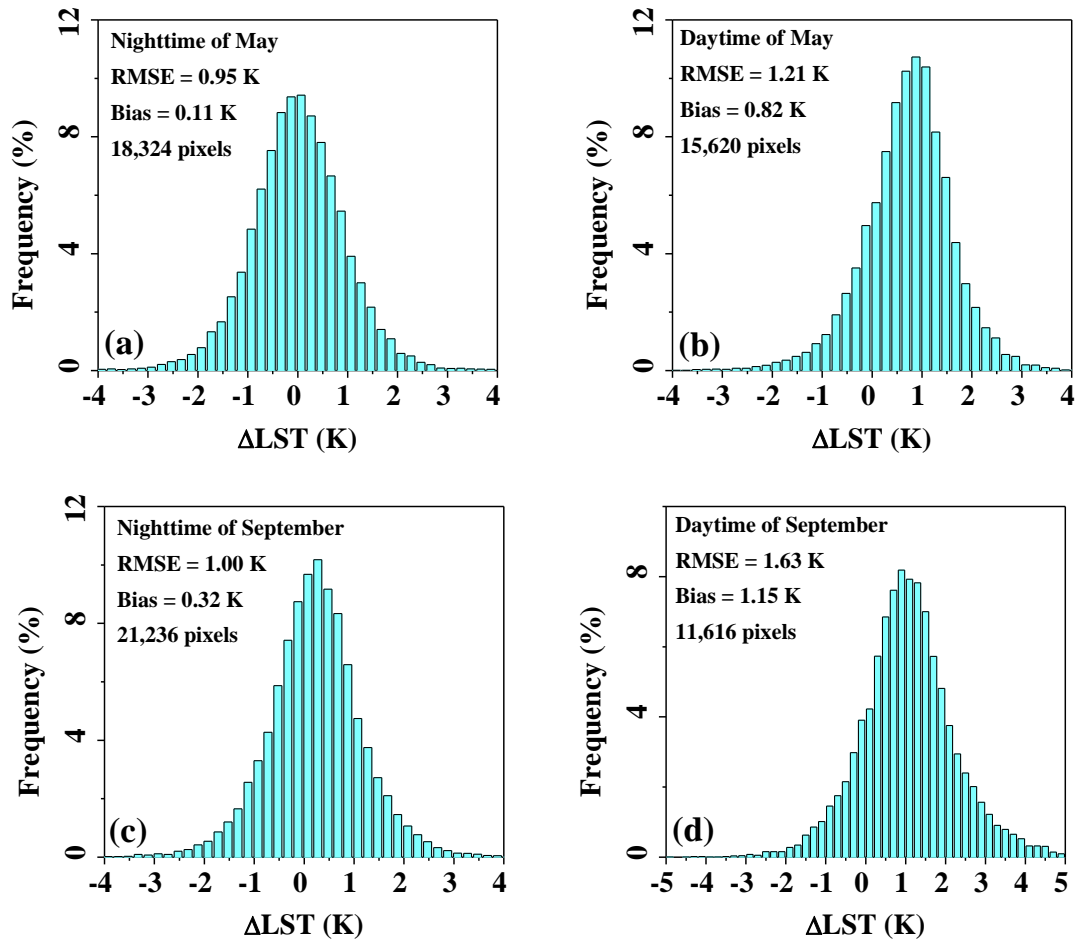 12
8
4
0
Frequency (%)
Nighttime of May
RMSE = 0.95 K
Bias = 0.11 K
18,324 pixels
(a)
-4 -3 -2 -1 0 1 2 3 4
ΔLST (K)
12
8
4
0
Frequency (%)
Daytime of May
RMSE = 1.21 K
Bias = 0.82 K
15,620 pixels
(b)
-4 -3 -2 -1 0 1 2 3 4
ΔLST (K)
12
8
4
0
Frequency (%)
Nighttime of September
RMSE = 1.00 K
Bias = 0.32 K
21,236 pixels
(c)
-4 -3 -2 -1 0 1 2 3 4
ΔLST (K)
8
4
0
Frequency (%)
Daytime of September
RMSE = 1.63 K
Bias = 1.15 K
11,616 pixels
(d)
-5 -4 -3 -2 -1 0 1 2 3 4 5
ΔLST (K)